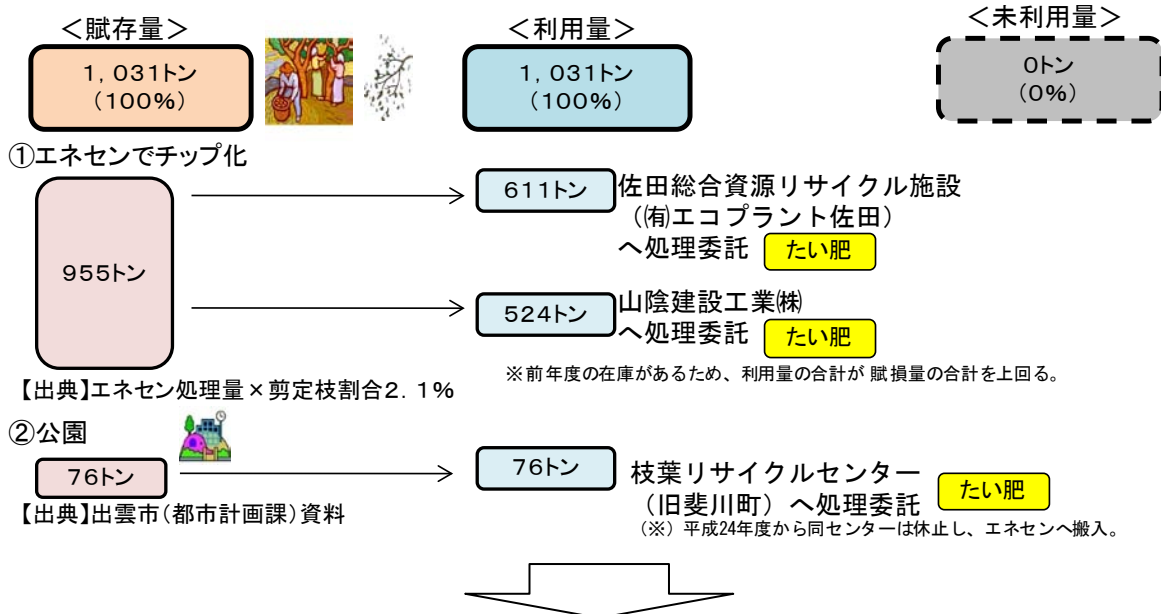 ＜賦存量＞
1，031トン
（100%）
＜利用量＞
1，031トン
（100%）
＜未利用量＞
0トン
（0%）
①エネセンでチップ化
955トン
611トン
佐田総合資源リサイクル施設
（㈲エコプラント佐田）
へ処理委託
たい肥
524トン
山陰建設工業㈱
へ処理委託
たい肥
※前年度の在庫があるため、利用量の合計が 賦損量の合計を上回る。
【出典】エネセン処理量×剪定枝割合2．1%
②公園
76トン
76トン
枝葉リサイクルセンター
（旧斐川町）へ処理委託
たい肥
（※）平成24年度から同センターは休止し、エネセンへ搬入。
【出典】出雲市（都市計画課）資料